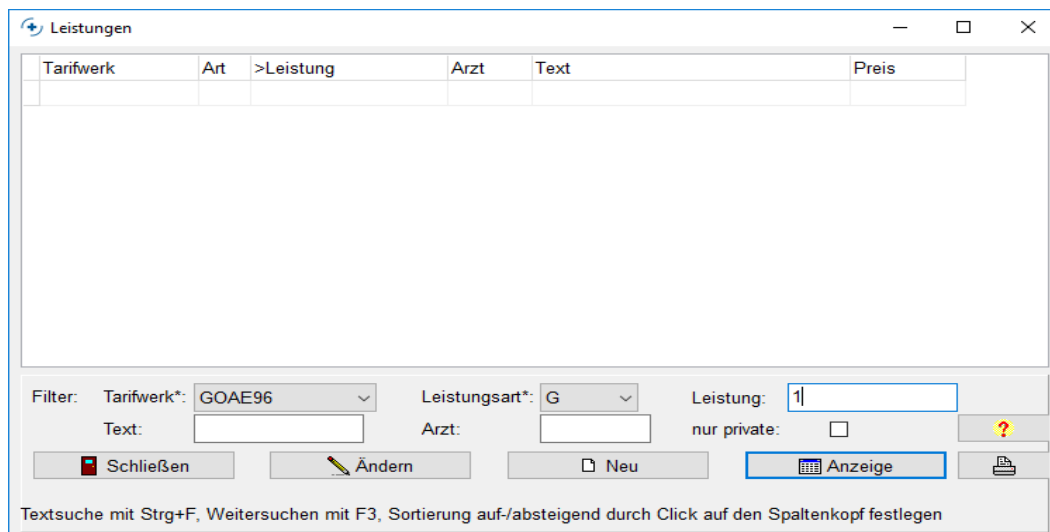 Leistungen
Tarifwerk Art >Leistung Arzt Text Preis
Filter: Tarifwerk*: GOAE96 Leistungsart*: G Leistung: 1
Text: Arzt: nur private: ?
Schließen Ändern Neu Anzeige
Textsuche mit Strg+F, Weitersuchen mit F3, Sortierung auf-/absteigend durch Click auf den Spaltenkopf festlegen